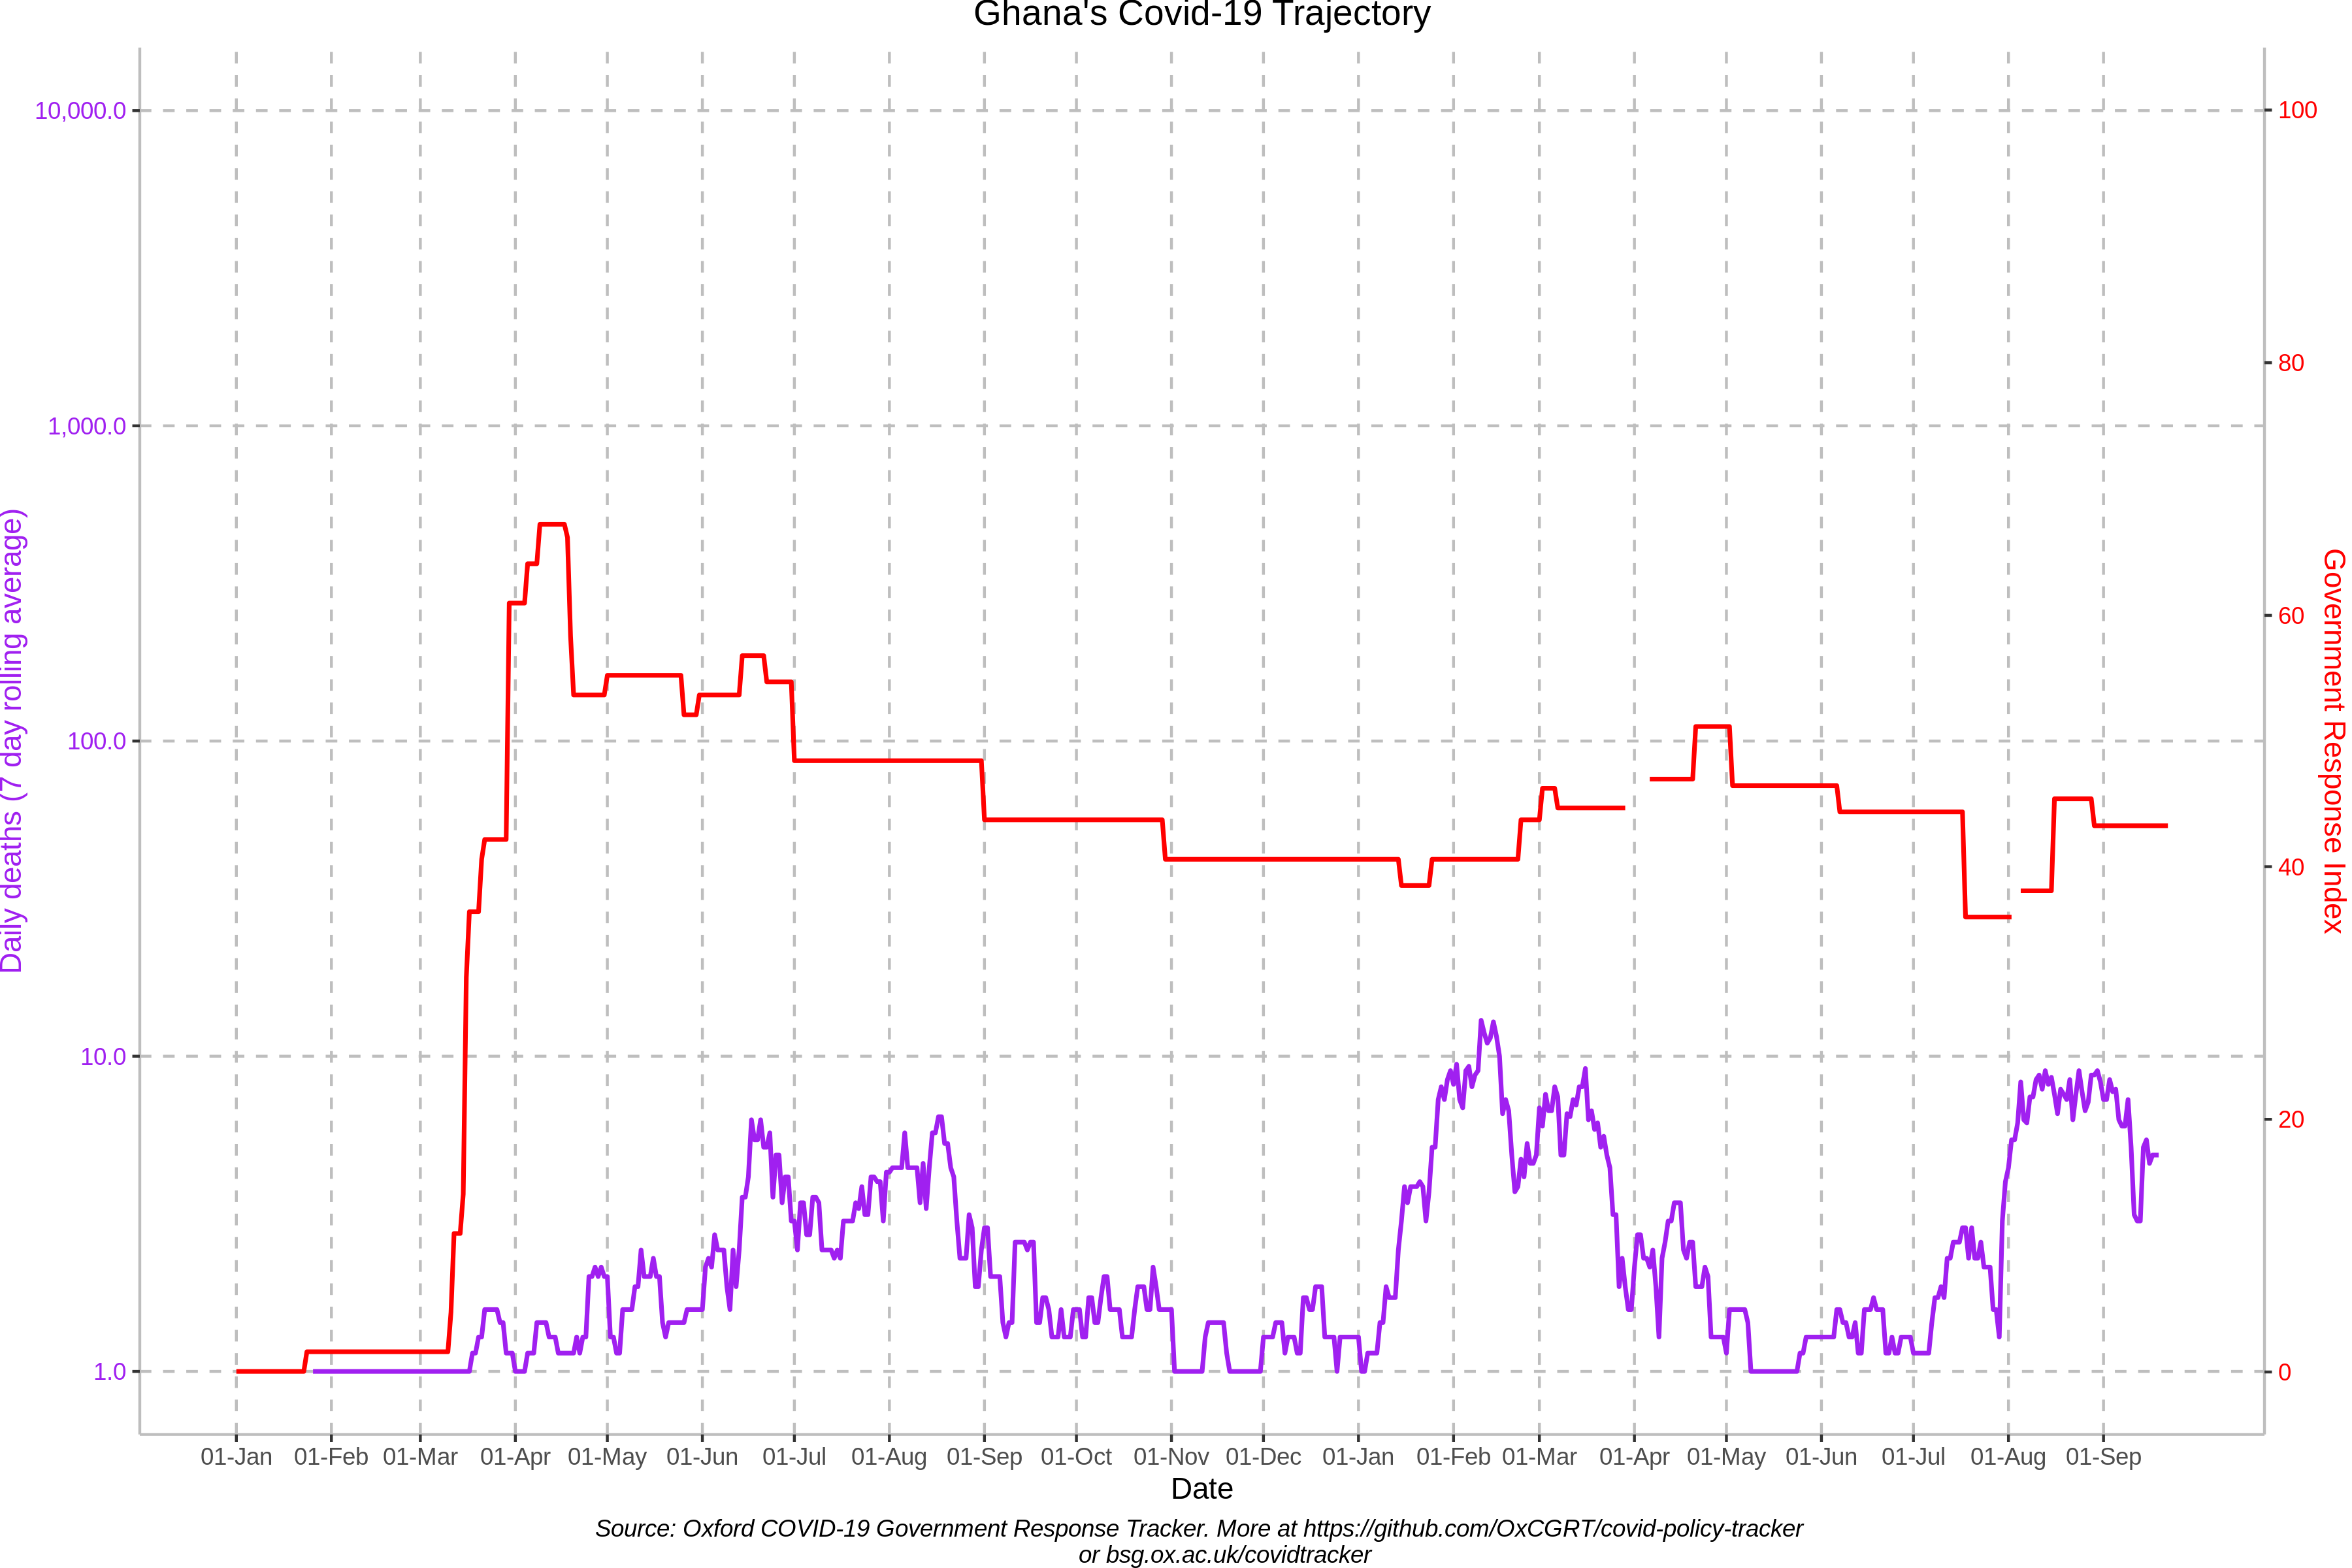 Ghana's Covid-19 Trajectory
10,000.0
1,000.0
100.0
10.0
1.0
Daily deaths (7 day rolling average)
100
80
60
40
20
0
Government Response Index
01-Jan 01-Feb 01-Mar 01-Apr 01-May 01-Jun 01-Jul 01-Aug 01-Sep 01-Oct 01-Nov 01-Dec 01-Jan 01-Feb 01-Mar 01-Apr 01-May 01-Jun 01-Jul 01-Aug 01-Sep
Date
Source: Oxford COVID-19 Government Response Tracker. More at https://github.com/OxCGRT/covid-policy-tracker
or bsg.ox.ac.uk/covidtracker